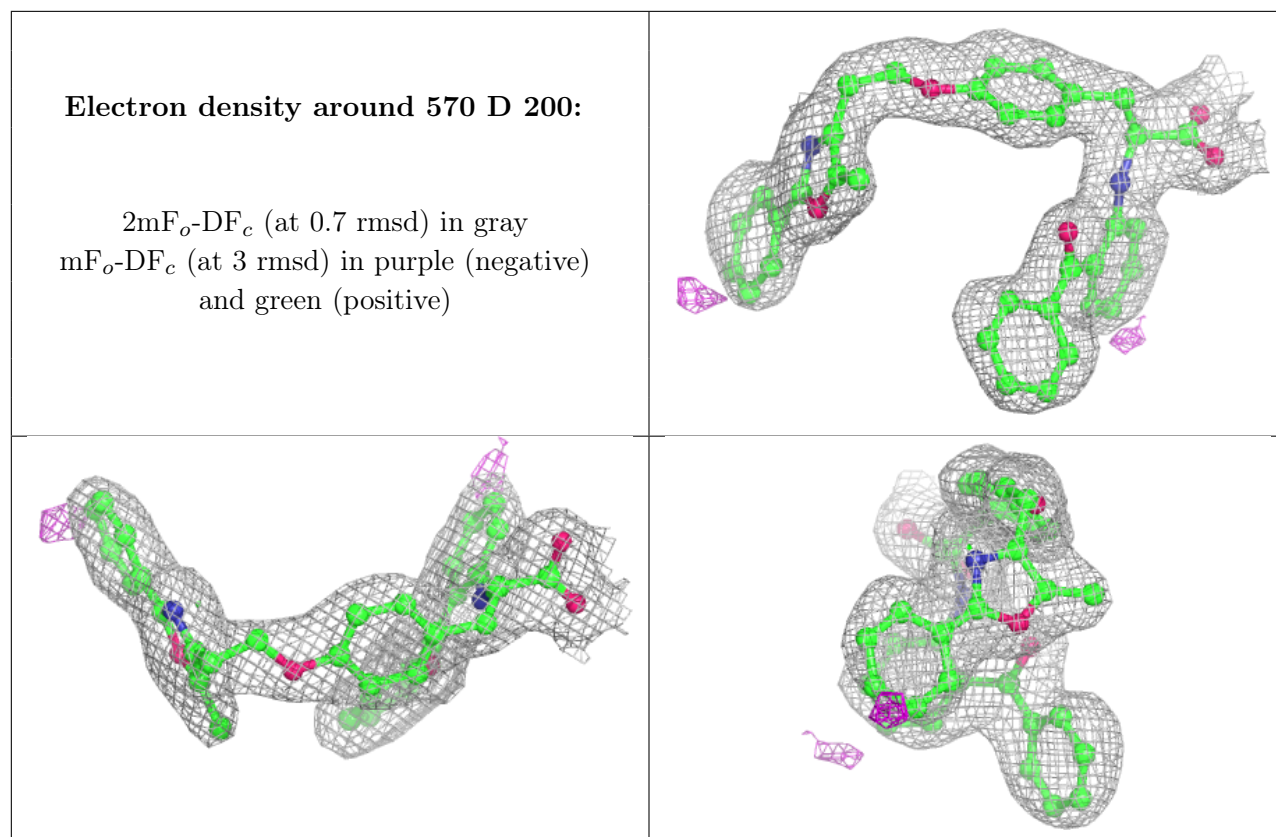 Electron density around 570 D 200:
2mFₒ-DF𝒸 (at 0.7 rmsd) in gray
mFₒ-DF𝒸 (at 3 rmsd) in purple (negative)
and green (positive)